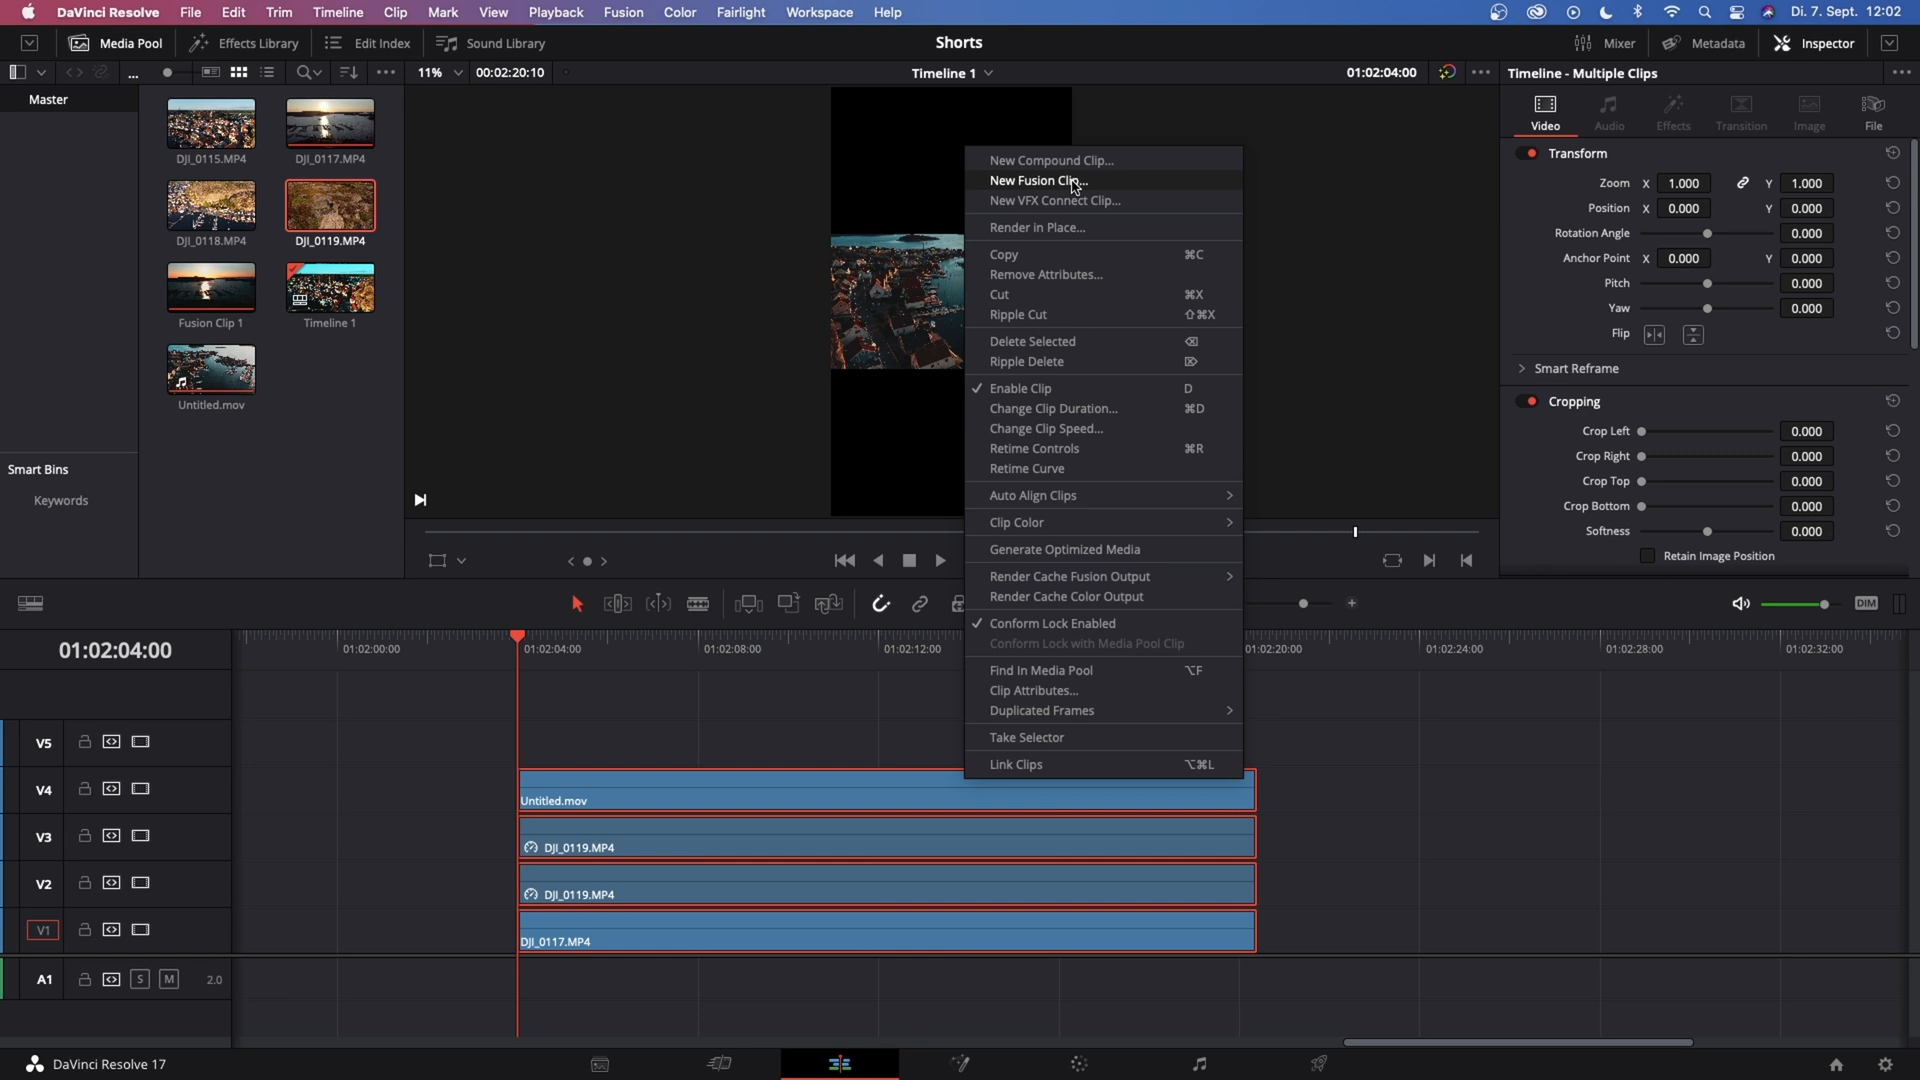 DaVinci Resolve File Edit Trim Timeline Clip Mark View Playback Fusion Color Fairlight Workspace Help Di. 7. Sept. 12:02
Media Pool Effects Library Edit Index Sound Library Shorts Mixer Metadata Inspector
... 11% 00:02:20:10 Timeline 1 01:02:04:00 Timeline - Multiple Clips
Master
Video Audio Effects Transition Image File
DJI_0115.MP4 DJI_0117.MP4
DJI_0118.MP4 DJI_0119.MP4
Fusion Clip 1 Timeline 1
Untitled.mov
Smart Bins
Keywords
New Compound Clip...
New Fusion Clip...
New VFX Connect Clip...
Render in Place...
Copy ⌘C
Remove Attributes...
Cut ⌘X
Ripple Cut ⇧⌘X
Delete Selected ⌫
Ripple Delete ⌦
✓ Enable Clip D
Change Clip Duration... ⌘D
Change Clip Speed...
Retime Controls ⌘R
Retime Curve
Auto Align Clips >
Clip Color >
Generate Optimized Media
Render Cache Fusion Output >
Render Cache Color Output
✓ Conform Lock Enabled
Conform Lock with Media Pool Clip
Find In Media Pool ⌥F
Clip Attributes...
Duplicated Frames >
Take Selector
Link Clips ⌥⌘L
Transform
Zoom X 1.000 Y 1.000
Position X 0.000 Y 0.000
Rotation Angle 0.000
Anchor Point X 0.000 Y 0.000
Pitch 0.000
Yaw 0.000
Flip
Smart Reframe
Cropping
Crop Left 0.000
Crop Right 0.000
Crop Top 0.000
Crop Bottom 0.000
Softness 0.000
Retain Image Position
DIM
01:02:04:00 01:02:00:00 01:02:04:00 01:02:08:00 01:02:12:00 01:02:20:00 01:02:24:00 01:02:28:00 01:02:32:00
V5
V4 Untitled.mov
V3 DJI_0119.MP4
V2 DJI_0119.MP4
V1 DJI_0117.MP4
A1 S M 2.0
DaVinci Resolve 17